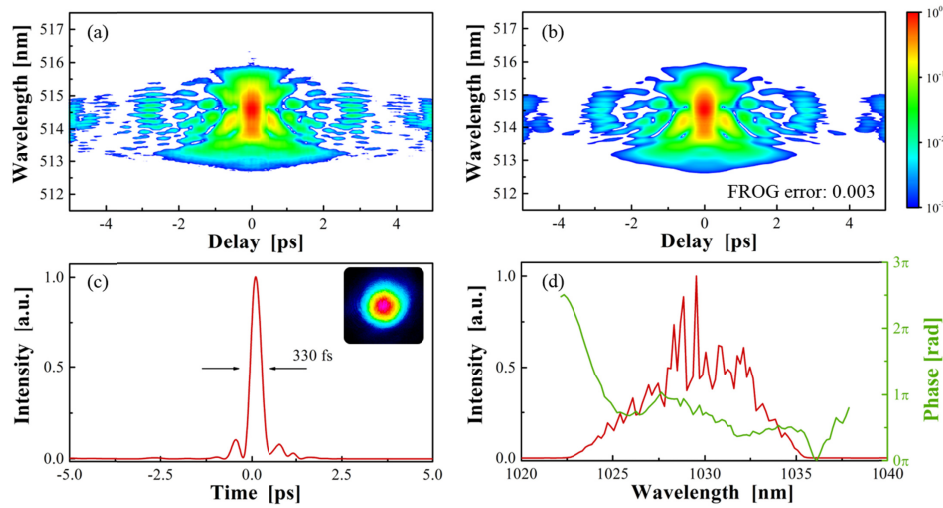 (a)
Wavelength [nm]
517
516
515
514
513
512
-4
-2
0
2
4
Delay [ps]
(b)
Wavelength [nm]
517
516
515
514
513
512
FROG error: 0.003
-4
-2
0
2
4
Delay [ps]
10⁰
(c)
Intensity [a.u.]
1.0
0.5
0.0
330 fs
-5.0
-2.5
0.0
2.5
5.0
Time [ps]
(d)
Intensity [a.u.]
1.0
0.5
0.0
1020
1025
1030
1035
1040
Wavelength [nm]
3π
2π
1π
0π
Phase [rad]